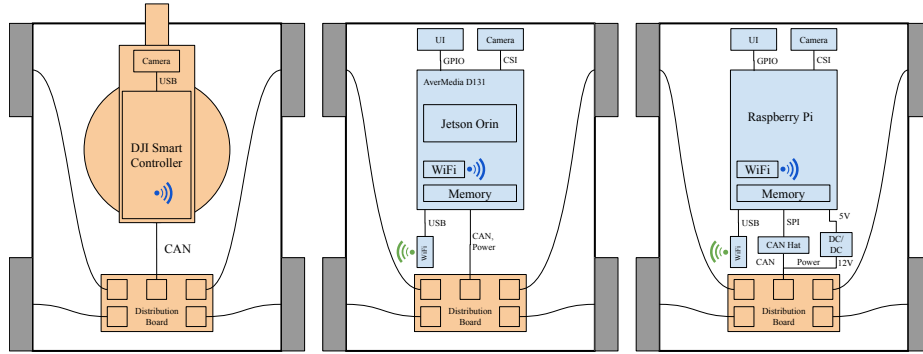 Camera
USB
DJI Smart
Controller
CAN
Distribution
Board
UI
Camera
GPIO
CSI
AverMedia D131
Jetson Orin
WiFi
Memory
USB
CAN,
Power
WiFi
Distribution
Board
UI
Camera
GPIO
CSI
Raspberry Pi
WiFi
Memory
USB
SPI
5V
WiFi
CAN Hat
DC/
DC
CAN
Power
12V
Distribution
Board